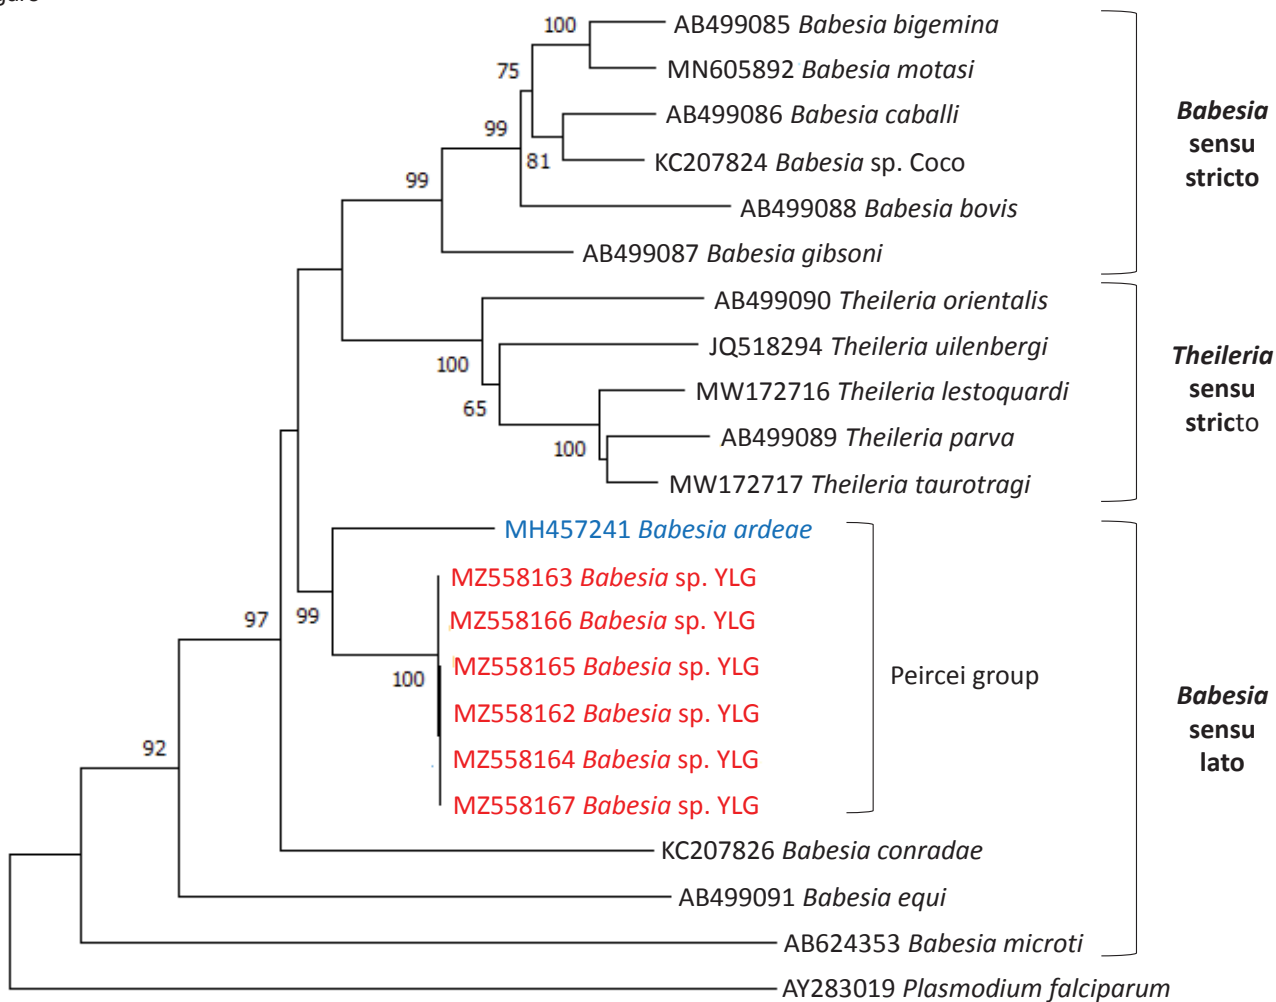 gure
100
AB499085 Babesia bigemina
75
MN605892 Babesia motasi
99
AB499086 Babesia caballi
81
KC207824 Babesia sp. Coco
99
AB499088 Babesia bovis
AB499087 Babesia gibsoni
Babesia
sensu
stricto
AB499090 Theileria orientalis
100
JQ518294 Theileria uilenbergi
65
MW172716 Theileria lestoquardi
100
AB499089 Theileria parva
MW172717 Theileria taurotragi
Theileria
sensu
stricto
MH457241 Babesia ardeae
97
99
MZ558163 Babesia sp. YLG
MZ558166 Babesia sp. YLG
100
MZ558165 Babesia sp. YLG
MZ558162 Babesia sp. YLG
92
MZ558164 Babesia sp. YLG
MZ558167 Babesia sp. YLG
Peircei group
KC207826 Babesia conradae
AB499091 Babesia equi
AB624353 Babesia microti
Babesia
sensu
lato
AY283019 Plasmodium falciparum